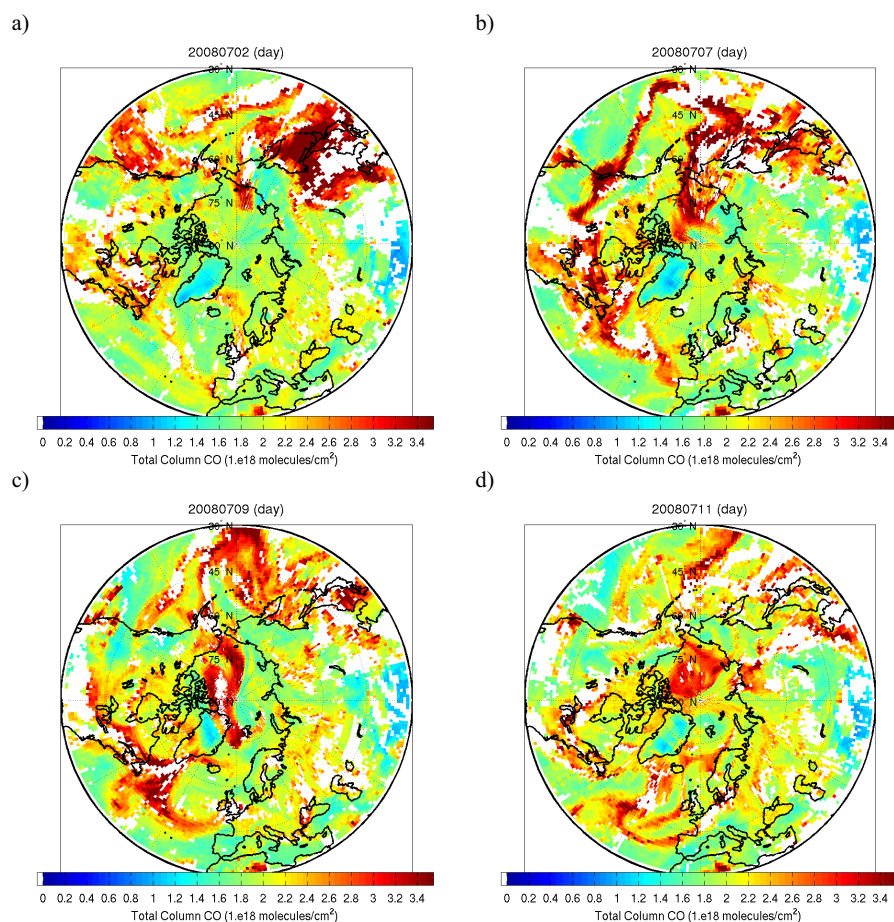 a)
20080702 (day)
30° N
45 N
60 N
75 N
90 N
0 0.2 0.4 0.6 0.8 1 1.2 1.4 1.6 1.8 2 2.2 2.4 2.6 2.8 3 3.2 3.4
Total Column CO (1.e18 molecules/cm²)
b)
20080707 (day)
30° N
45 N
60 N
75 N
90 N
0 0.2 0.4 0.6 0.8 1 1.2 1.4 1.6 1.8 2 2.2 2.4 2.6 2.8 3 3.2 3.4
Total Column CO (1.e18 molecules/cm²)
c)
20080709 (day)
30° N
45 N
60 N
75 N
90 N
0 0.2 0.4 0.6 0.8 1 1.2 1.4 1.6 1.8 2 2.2 2.4 2.6 2.8 3 3.2 3.4
Total Column CO (1.e18 molecules/cm²)
d)
20080711 (day)
30° N
45 N
60 N
75 N
90 N
0 0.2 0.4 0.6 0.8 1 1.2 1.4 1.6 1.8 2 2.2 2.4 2.6 2.8 3 3.2 3.4
Total Column CO (1.e18 molecules/cm²)